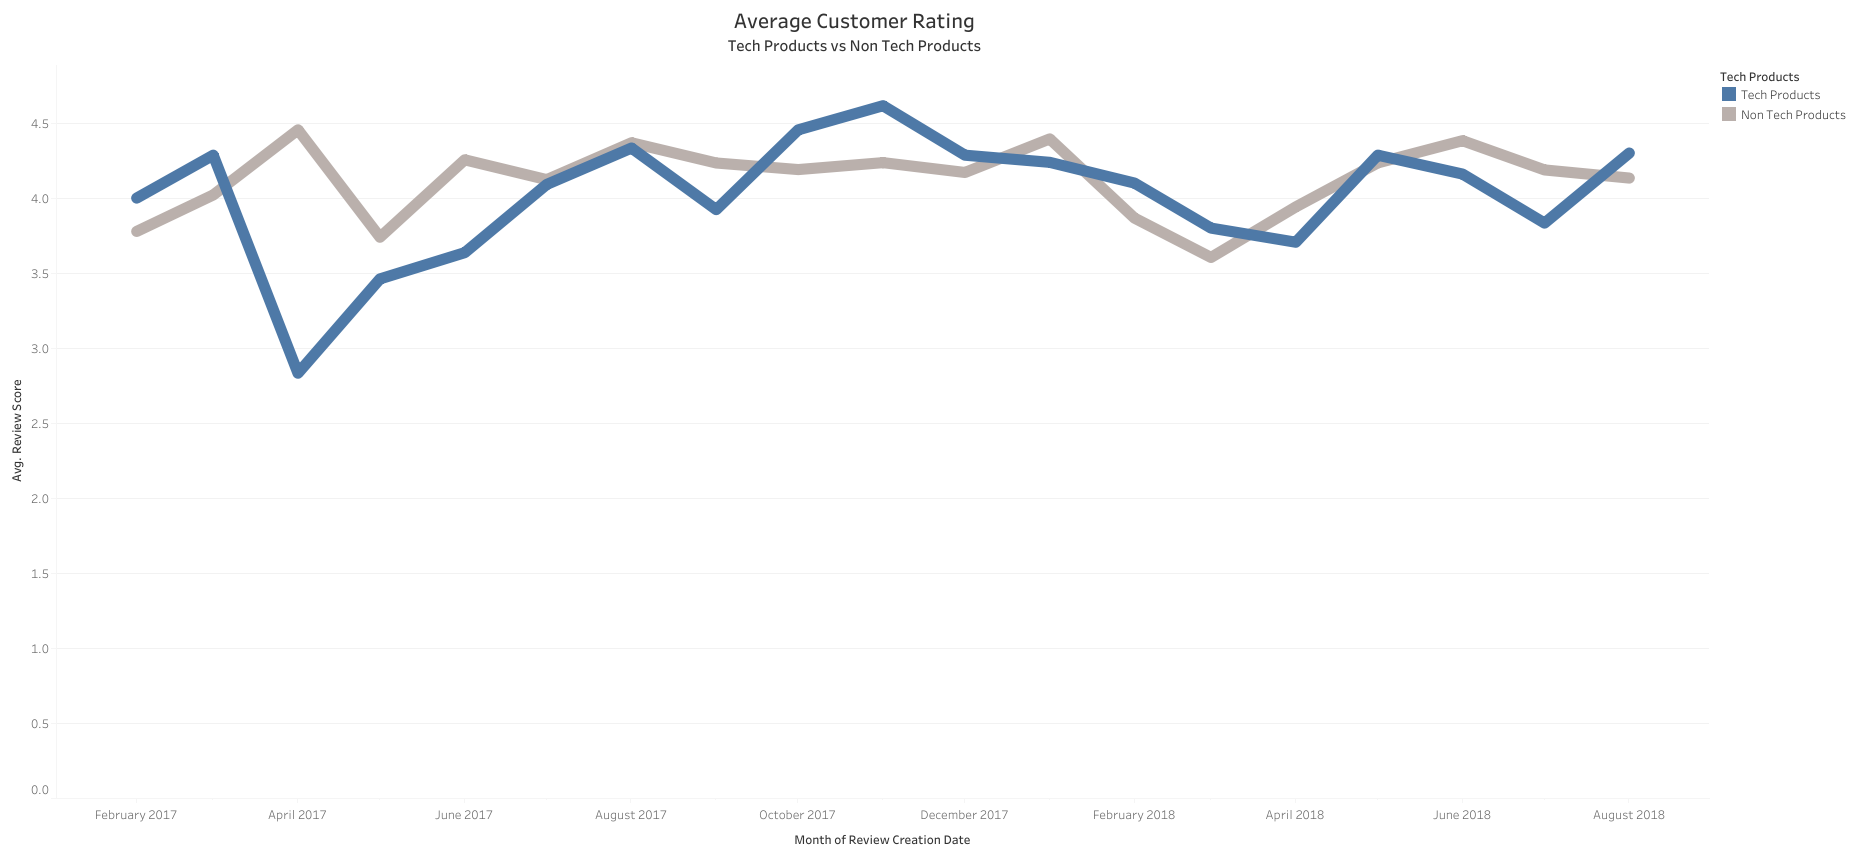 Average Customer Rating
Tech Products vs Non Tech Products
Tech Products
Tech Products
Non Tech Products
Avg. Review Score
4.5
4.0
3.5
3.0
2.5
2.0
1.5
1.0
0.5
0.0
February 2017 April 2017 June 2017 August 2017 October 2017 December 2017 February 2018 April 2018 June 2018 August 2018
Month of Review Creation Date